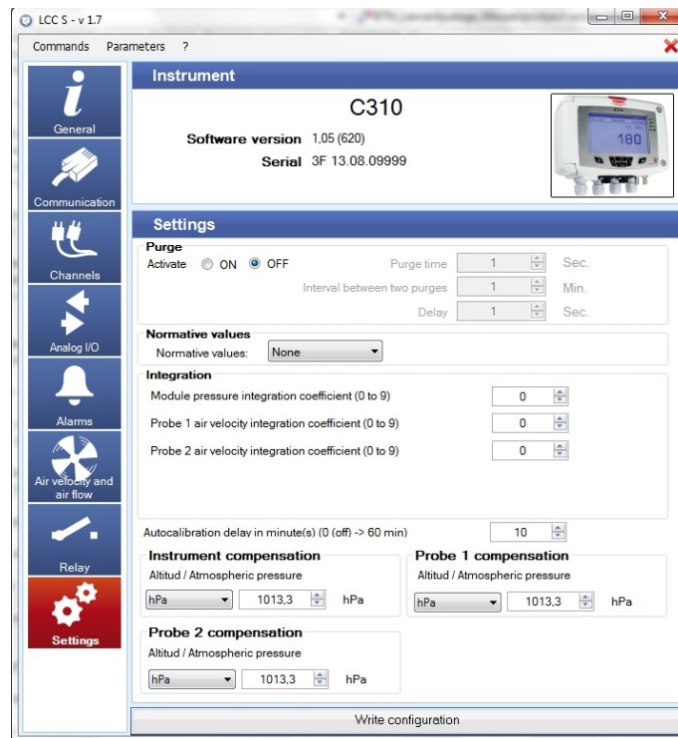 LCC S - v 1.7
Commands Parameters ?
General
Communication
Channels
Analog I/O
Alarms
Air velocity and
air flow
Relay
Settings
Instrument
C310
Software version 1,05 (620)
Serial 3F 13.08.09999
180
Settings
Purge
Activate ON OFF Purge time 1 Sec.
Interval between two purges 1 Min.
Delay 1 Sec.
Normative values
Normative values: None
Integration
Module pressure integration coefficient (0 to 9) 0
Probe 1 air velocity integration coefficient (0 to 9) 0
Probe 2 air velocity integration coefficient (0 to 9) 0
Autocalibration delay in minute(s) (0 (off) -> 60 min) 10
Instrument compensation
Altitud / Atmospheric pressure
hPa 1013,3 hPa
Probe 1 compensation
Altitud / Atmospheric pressure
hPa 1013,3 hPa
Probe 2 compensation
Altitud / Atmospheric pressure
hPa 1013,3 hPa
Write configuration